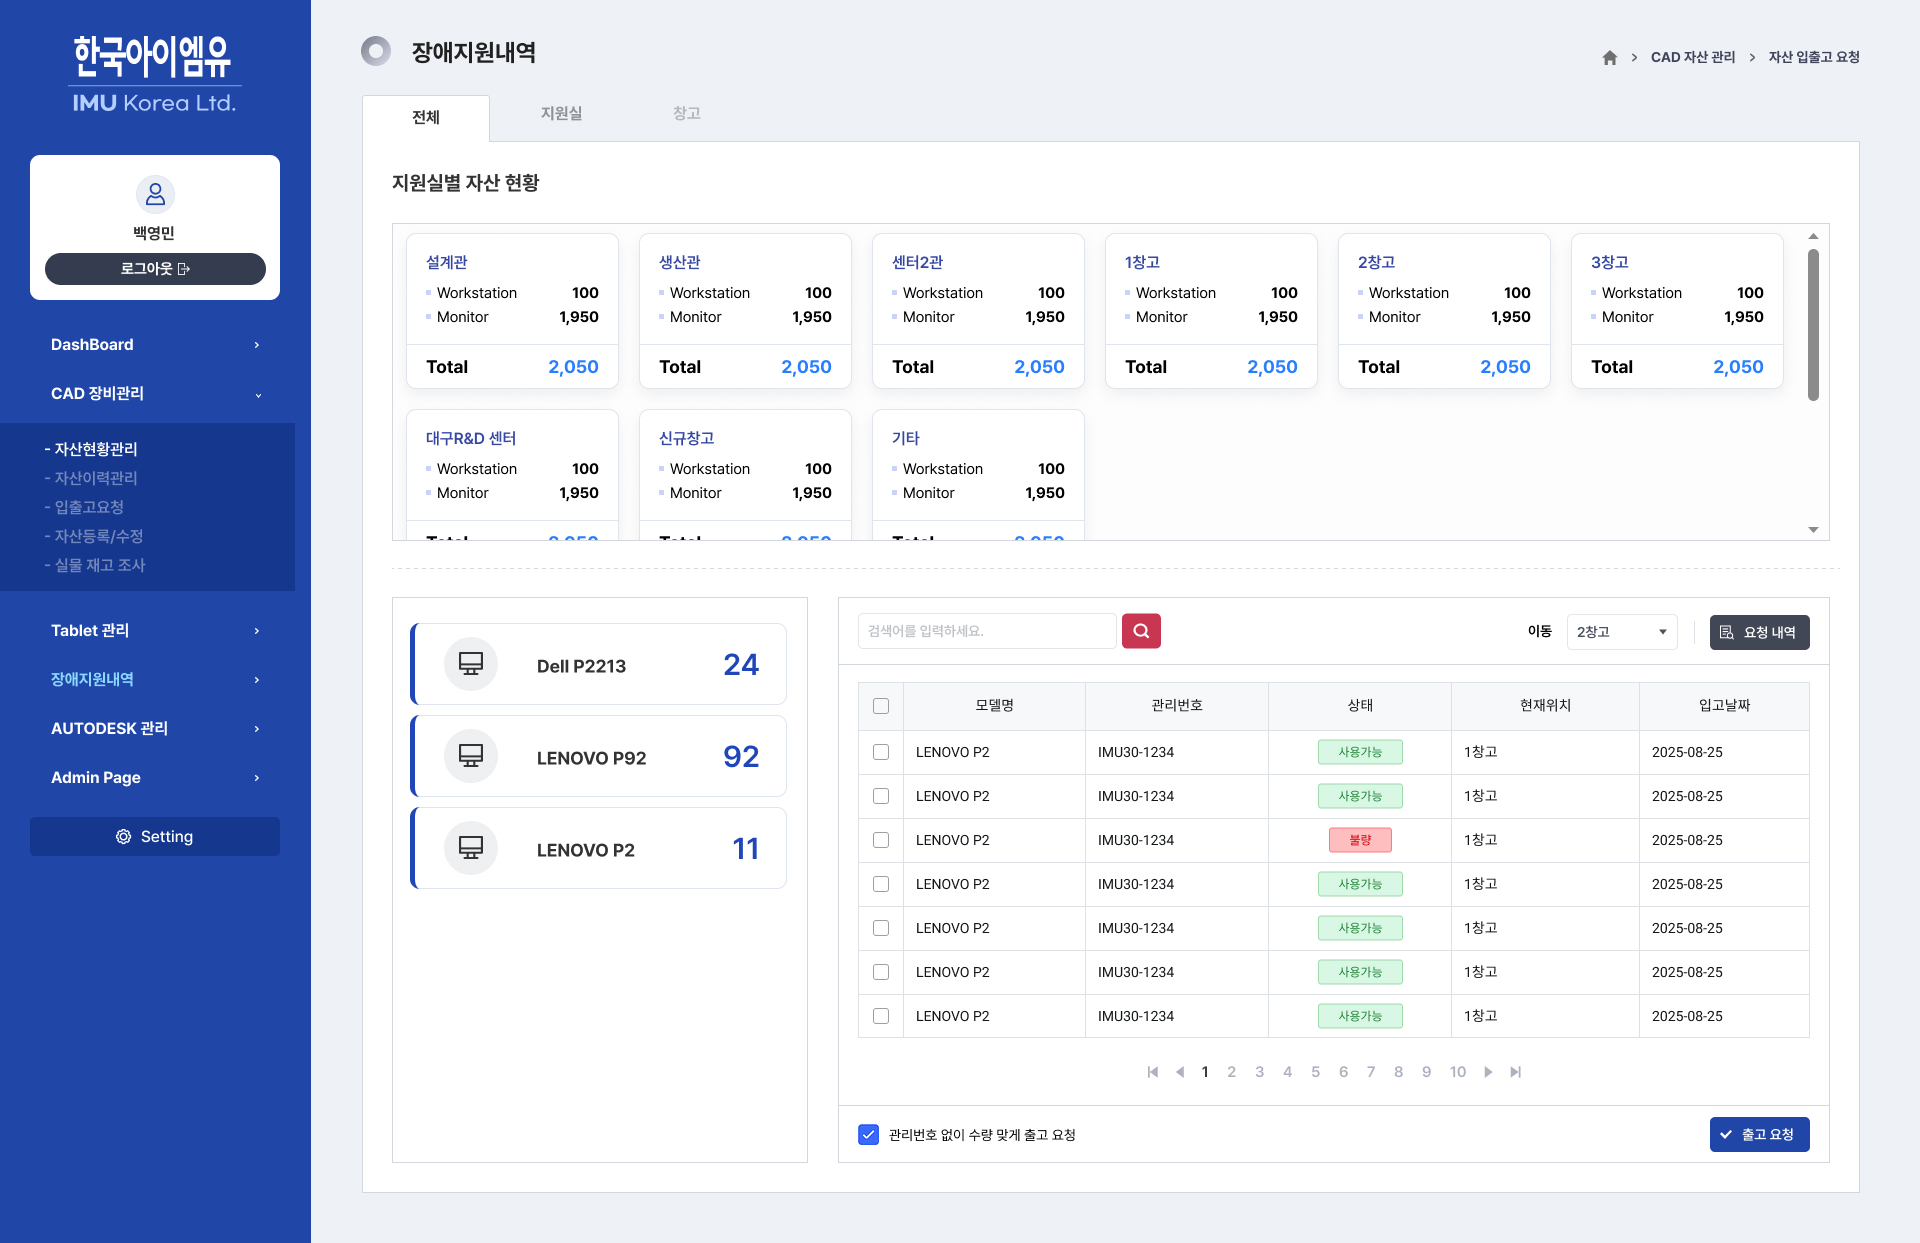 한국아이엠유
IMU Korea Ltd.
백영민
로그아웃
DashBoard
CAD 장비관리
- 자산현황관리
- 자산이력관리
- 입출고요청
- 자산등록/수정
- 실물 재고 조사
Tablet 관리
장애지원내역
AUTODESK 관리
Admin Page
Setting
장애지원내역
CAD 자산 관리 > 자산 입출고 요청
전체 지원실 창고
지원실별 자산 현황
설계관 생산관 센터2관 1창고 2창고 3창고
Workstation 100 Workstation 100 Workstation 100 Workstation 100 Workstation 100 Workstation 100
Monitor 1,950 Monitor 1,950 Monitor 1,950 Monitor 1,950 Monitor 1,950 Monitor 1,950
Total 2,050 Total 2,050 Total 2,050 Total 2,050 Total 2,050 Total 2,050
대구R&D 센터 신규창고 기타
Workstation 100 Workstation 100 Workstation 100
Monitor 1,950 Monitor 1,950 Monitor 1,950
Total 2,050 Total 2,050 Total 2,050
Dell P2213 24
LENOVO P92 92
LENOVO P2 11
검색어를 입력하세요. 이동 2창고 요청 내역
모델명 관리번호 상태 현재위치 입고날짜
LENOVO P2 IMU30-1234 사용가능 1창고 2025-08-25
LENOVO P2 IMU30-1234 사용가능 1창고 2025-08-25
LENOVO P2 IMU30-1234 불량 1창고 2025-08-25
LENOVO P2 IMU30-1234 사용가능 1창고 2025-08-25
LENOVO P2 IMU30-1234 사용가능 1창고 2025-08-25
LENOVO P2 IMU30-1234 사용가능 1창고 2025-08-25
LENOVO P2 IMU30-1234 사용가능 1창고 2025-08-25
1 2 3 4 5 6 7 8 9 10
관리번호 없이 수량 맞게 출고 요청 출고 요청